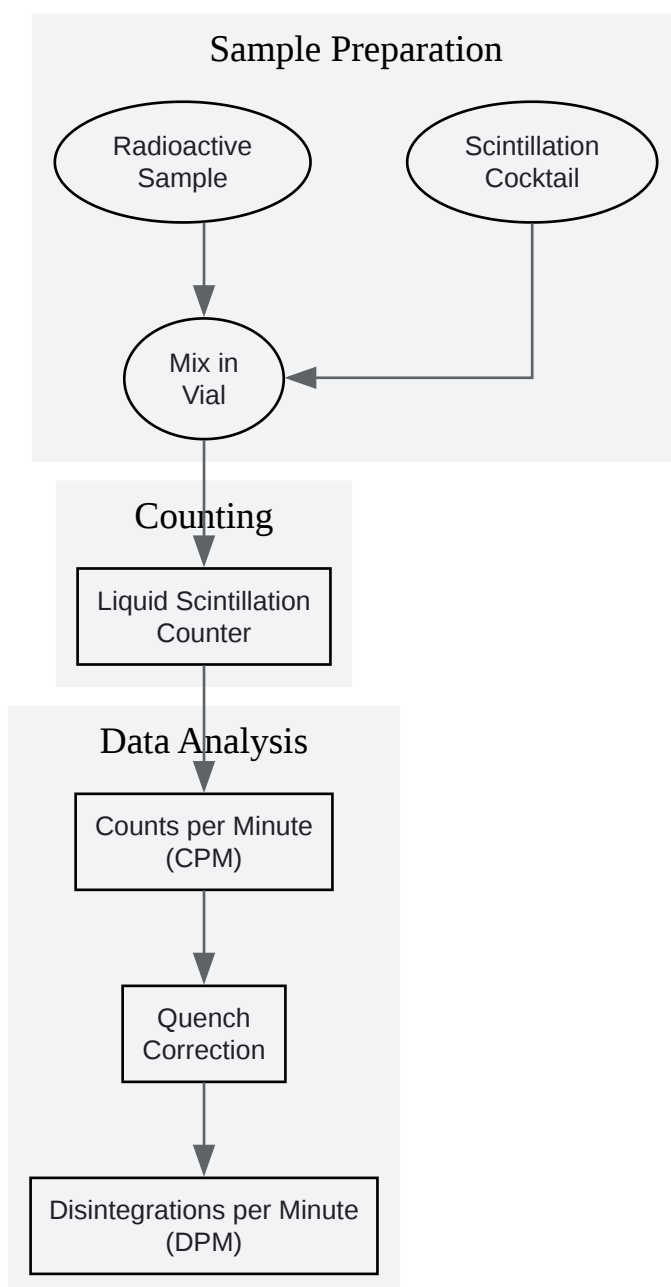 Sample Preparation
Radioactive
Sample
Scintillation
Cocktail
Mix in
Vial
Counting
Liquid Scintillation
Counter
Data Analysis
Counts per Minute
(CPM)
Quench
Correction
Disintegrations per Minute
(DPM)